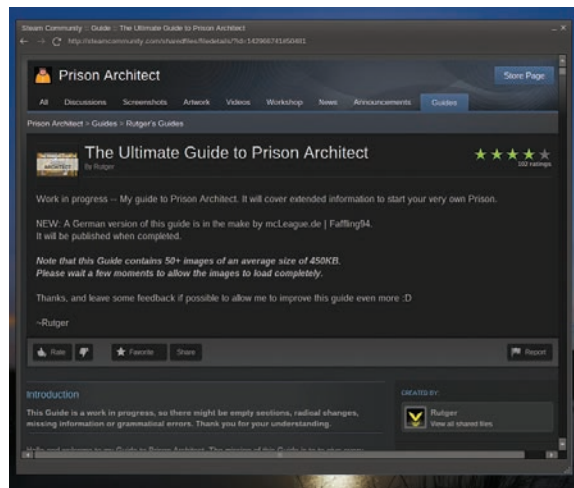 Steam Community :: Guide :: The Ultimate Guide to Prison Architect
Prison Architect
Store Page
All Discussions Screenshots Artwork Videos Workshop News Announcements Guides
Prison Architect > Guides > Rutger's Guides
The Ultimate Guide to Prison Architect
By Rutger
102 ratings
Work in progress -- My guide to Prison Architect. It will cover extended information to start your very own Prison.
NEW: A German version of this guide is in the make by mcLeague.de | Faffling94.
It will be published when completed.
Note that this Guide contains 50+ images of an average size of 450KB.
Please wait a few moments to allow the images to load completely.
Thanks, and leave some feedback if possible to allow me to improve this guide even more :D
~Rutger
Rate Favorite Share Report
Introduction
This Guide is a work in progress, so there might be empty sections, radical changes,
missing information or grammatical errors. Thank you for your understanding.
CREATED BY:
Rutger
View all shared files